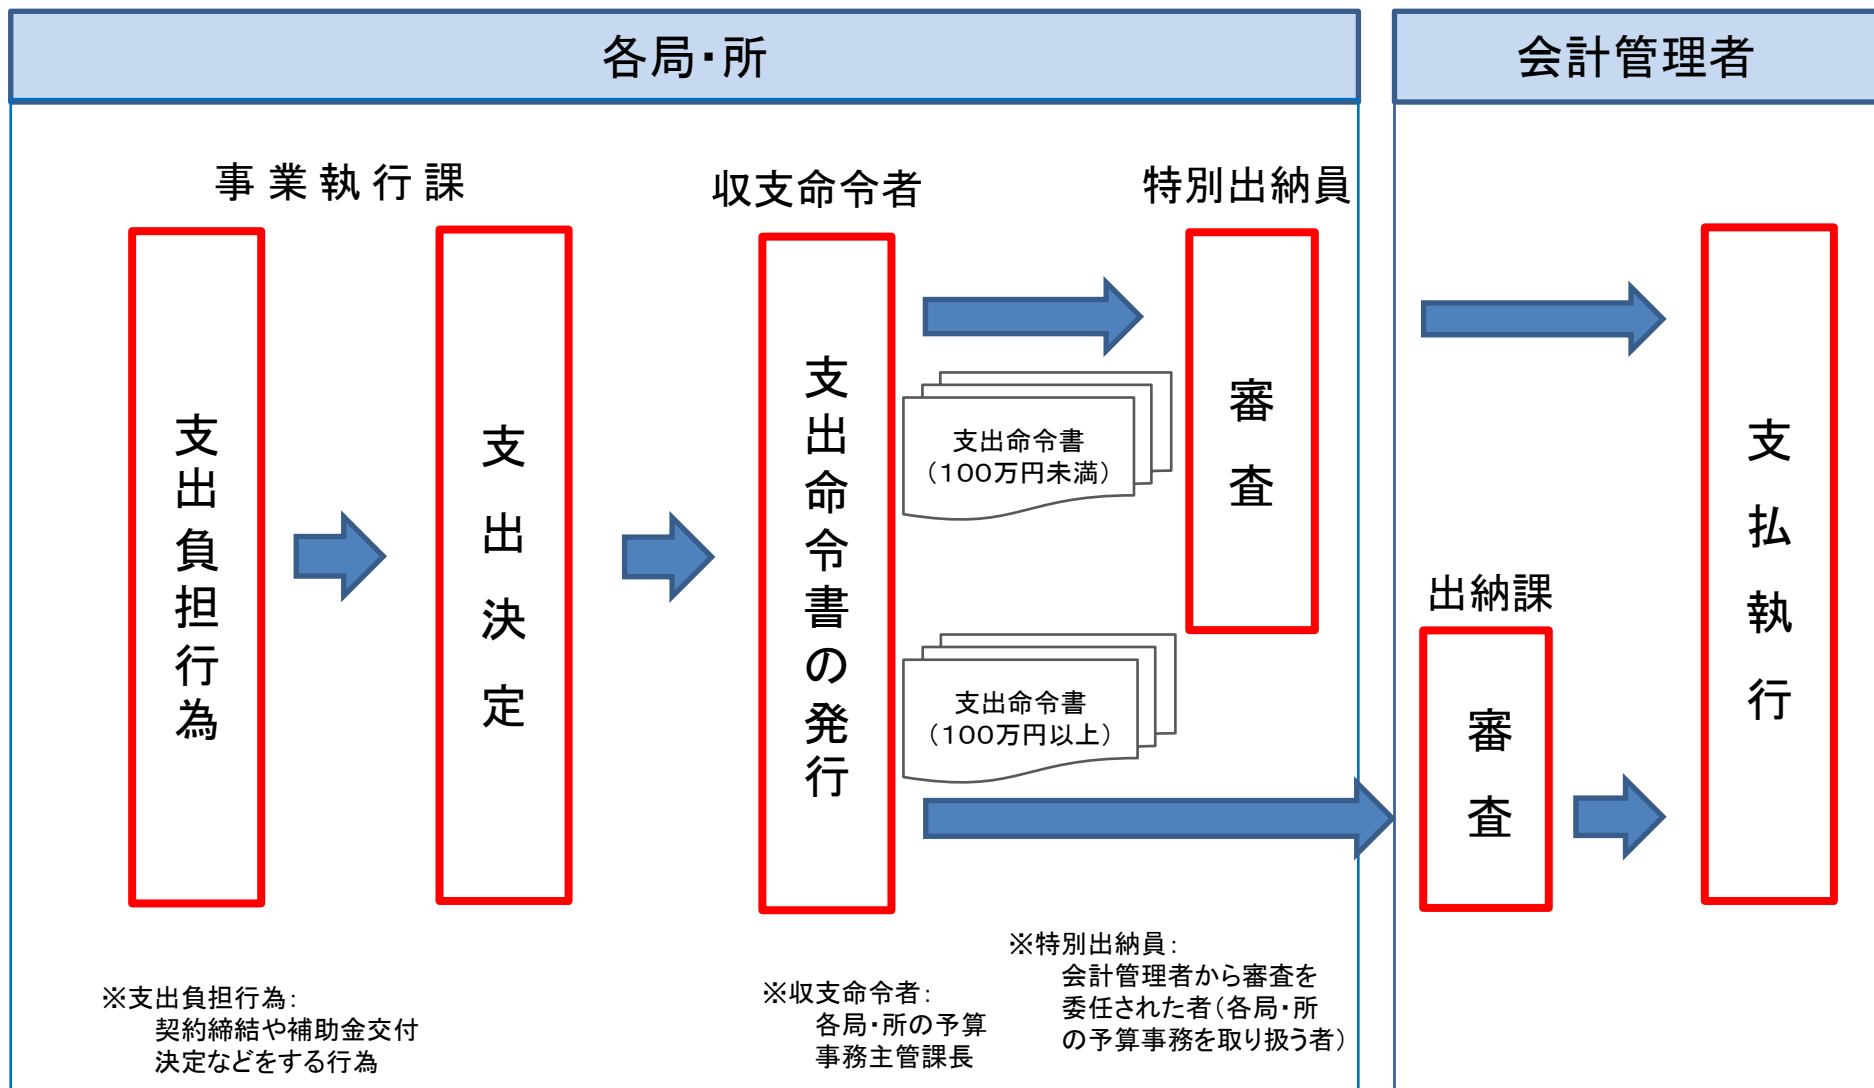 各局・所
会計管理者
事業執行課
収支命令者
特別出納員
支出負担行為
支出決定
支出命令書の発行
支出命令書
（100万円未満）
支出命令書
（100万円以上）
審査
出納課
審査
支払執行
※支出負担行為：
契約締結や補助金交付
決定などをする行為
※収支命令者：
各局・所の予算
事務主管課長
※特別出納員：
会計管理者から審査を
委任された者（各局・所
の予算事務を取り扱う者）